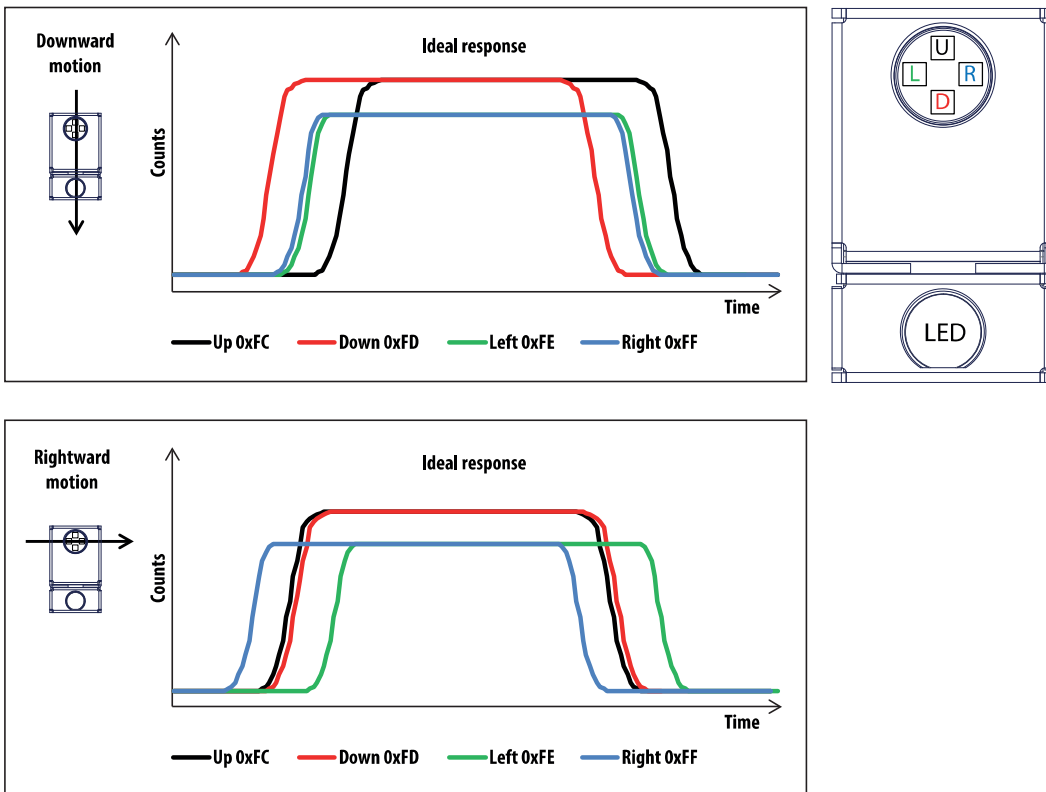 Downward
motion
Ideal response
Counts
Time
Up 0xFC Down 0xFD Left 0xFE Right 0xFF
U
L R
D
LED
Rightward
motion
Ideal response
Counts
Time
Up 0xFC Down 0xFD Left 0xFE Right 0xFF